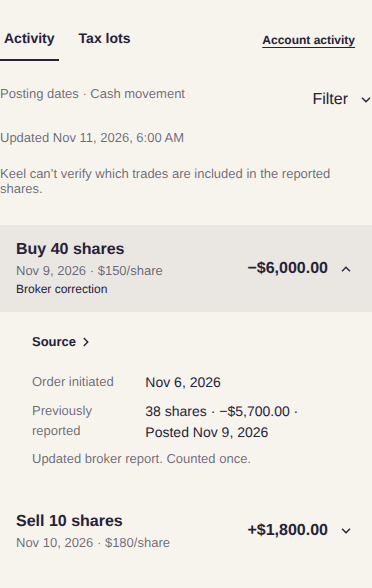 Activity Tax lots Account activity
Posting dates · Cash movement
Filter
Updated Nov 11, 2026, 6:00 AM
Keel can’t verify which trades are included in the reported
shares.
Buy 40 shares
Nov 9, 2026 · $150/share
Broker correction
−$6,000.00
Source
Order initiated Nov 6, 2026
Previously
reported
38 shares · −$5,700.00 ·
Posted Nov 9, 2026
Updated broker report. Counted once.
Sell 10 shares
Nov 10, 2026 · $180/share
+$1,800.00